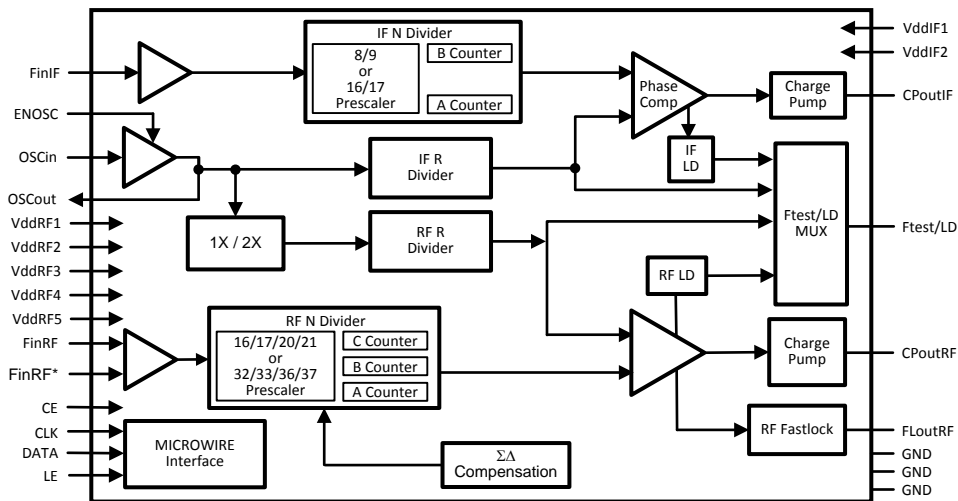 IF N Divider
8/9
or
16/17
Prescaler
B Counter
A Counter
VddIF1
VddIF2
FinIF
Phase
Comp
Charge
Pump
CPoutIF
ENOSC
OSCin
OSCout
IF R
Divider
IF
LD
1X / 2X
RF R
Divider
Ftest/LD
MUX
Ftest/LD
VddRF1
VddRF2
VddRF3
VddRF4
VddRF5
RF LD
FinRF
FinRF*
RF N Divider
16/17/20/21
or
32/33/36/37
Prescaler
C Counter
B Counter
A Counter
Charge
Pump
CPoutRF
CE
CLK
DATA
LE
MICROWIRE
Interface
ΣΔ
Compensation
RF Fastlock
FLoutRF
GND
GND
GND